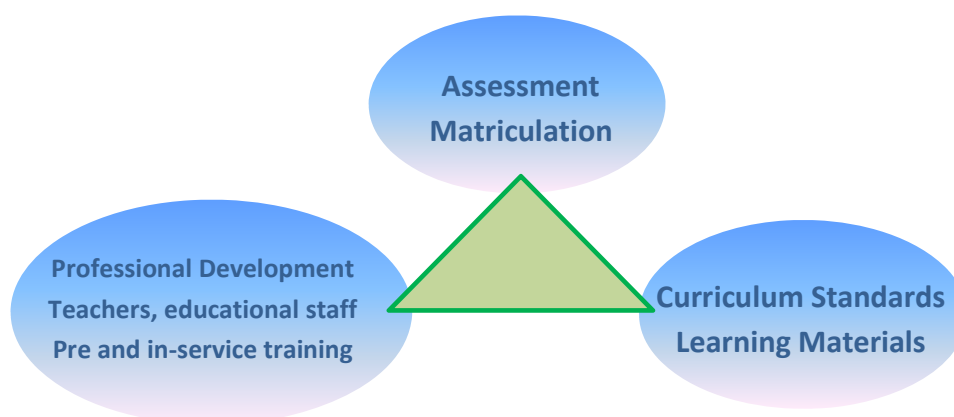 Assessment
Matriculation
Professional Development
Teachers, educational staff
Pre and in-service training
Curriculum Standards
Learning Materials